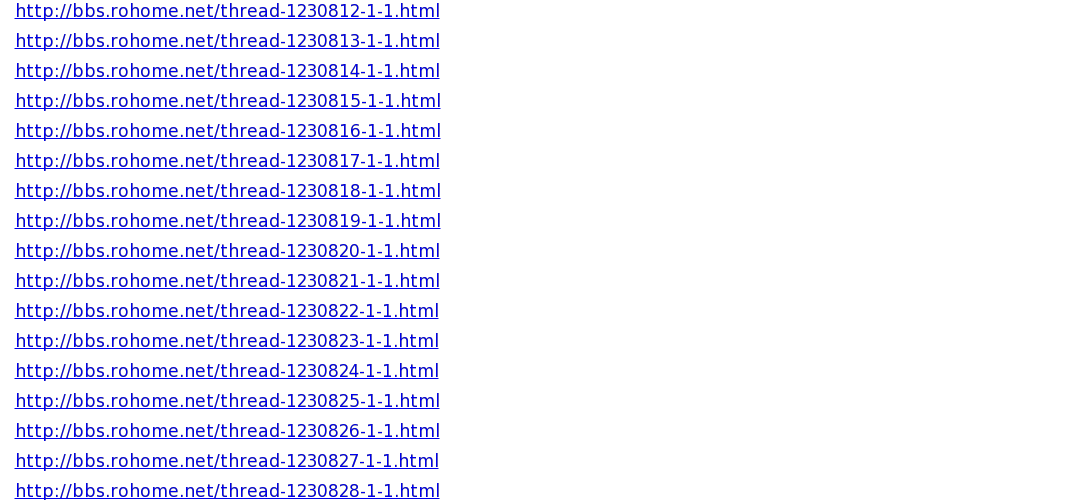 http://bbs.rohome.net/thread-1230812-1-1.html
http://bbs.rohome.net/thread-1230813-1-1.html
http://bbs.rohome.net/thread-1230814-1-1.html
http://bbs.rohome.net/thread-1230815-1-1.html
http://bbs.rohome.net/thread-1230816-1-1.html
http://bbs.rohome.net/thread-1230817-1-1.html
http://bbs.rohome.net/thread-1230818-1-1.html
http://bbs.rohome.net/thread-1230819-1-1.html
http://bbs.rohome.net/thread-1230820-1-1.html
http://bbs.rohome.net/thread-1230821-1-1.html
http://bbs.rohome.net/thread-1230822-1-1.html
http://bbs.rohome.net/thread-1230823-1-1.html
http://bbs.rohome.net/thread-1230824-1-1.html
http://bbs.rohome.net/thread-1230825-1-1.html
http://bbs.rohome.net/thread-1230826-1-1.html
http://bbs.rohome.net/thread-1230827-1-1.html
http://bbs.rohome.net/thread-1230828-1-1.html